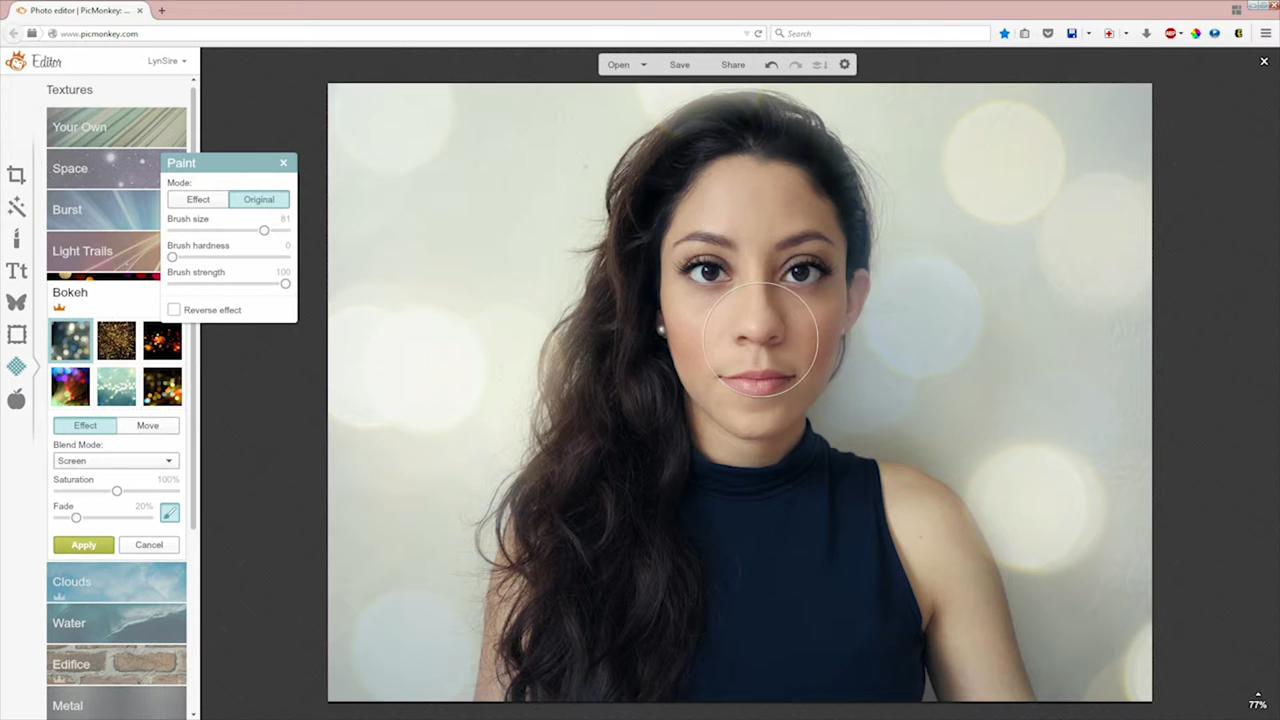 Photo editor | PicMonkey: ...
www.picmonkey.com
Search
Editor
LynSire
Open
Save
Share
Textures
Your Own
Space
Burst
Light Trails
Bokeh
Paint
Mode:
Effect
Original
Brush size
81
Brush hardness
0
Brush strength
100
Reverse effect
Tt
Effect
Move
Blend Mode:
Screen
Saturation
100%
Fade
20%
Apply
Cancel
Clouds
Water
Edifice
Metal
77%